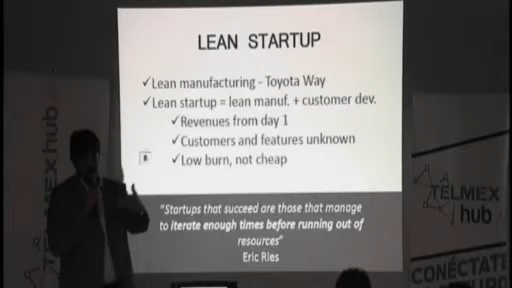 LEAN STARTUP
✓Lean manufacturing - Toyota Way
✓Lean startup = lean manuf. + customer dev.
✓Revenues from day 1
✓Customers and features unknown
✓Low burn, not cheap
"Startups that succeed are those that manage
to iterate enough times before running out of
resources"
Eric Ries
TELMEX hub
TELMEX
hub
CONÉCTATE